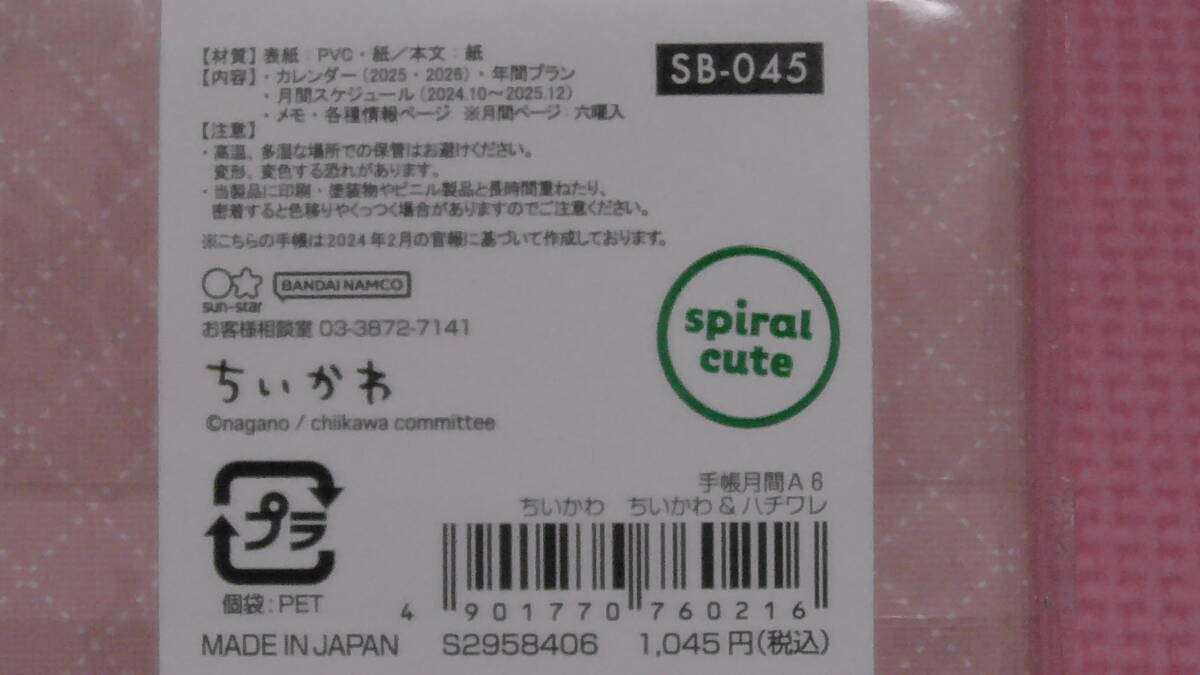 【材質】表紙：PVC・紙／本文：紙
SB-045
【内容】・カレンダー（2025・2026）・年間プラン
・月間スケジュール（2024.10〜2025.12）
・メモ・各種情報ページ ※月間ページ：六曜入
【注意】
・高温、多湿な場所での保管はお避けください。
変形、変色する恐れがあります。
・当製品に印刷・塗装物やビニル製品と長時間重ねたり、
密着すると色移りやくっつく場合がありますのでご注意ください。
※こちらの手帳は2024年2月の官報に基づいて作成しております。
sun-star
BANDAI NAMCO
お客様相談室 03-3872-7141
spiral
cute
ちいかわ
©nagano / chiikawa committee
プラ
個袋：PET
手帳月間A6
ちいかわ ちいかわ&ハチワレ
4 901770 760216
MADE IN JAPAN S2958406 1,045円(税込)